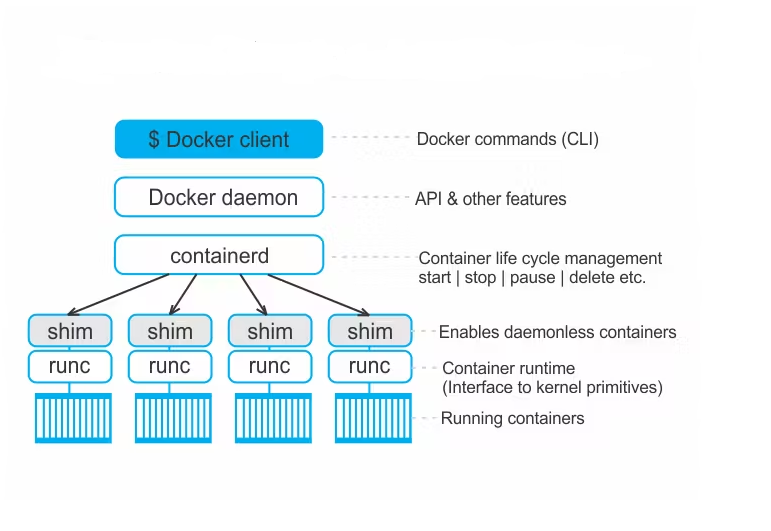 $ Docker client
Docker commands (CLI)
Docker daemon
API & other features
containerd
Container life cycle management
start | stop | pause | delete etc.
shim shim shim shim
Enables daemonless containers
runc runc runc runc
Container runtime
(Interface to kernel primitives)
Running containers